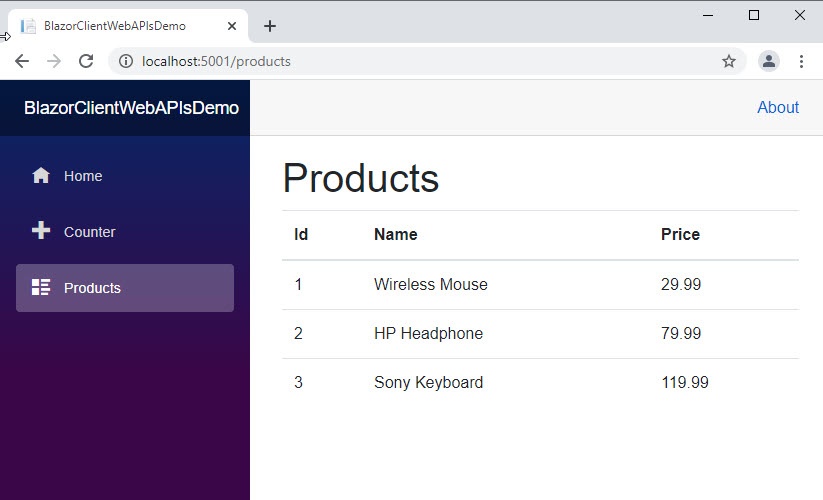 BlazorClientWebAPIsDemo
localhost:5001/products
BlazorClientWebAPIsDemo
About
Home
Counter
Products
Products
Id Name Price
1 Wireless Mouse 29.99
2 HP Headphone 79.99
3 Sony Keyboard 119.99